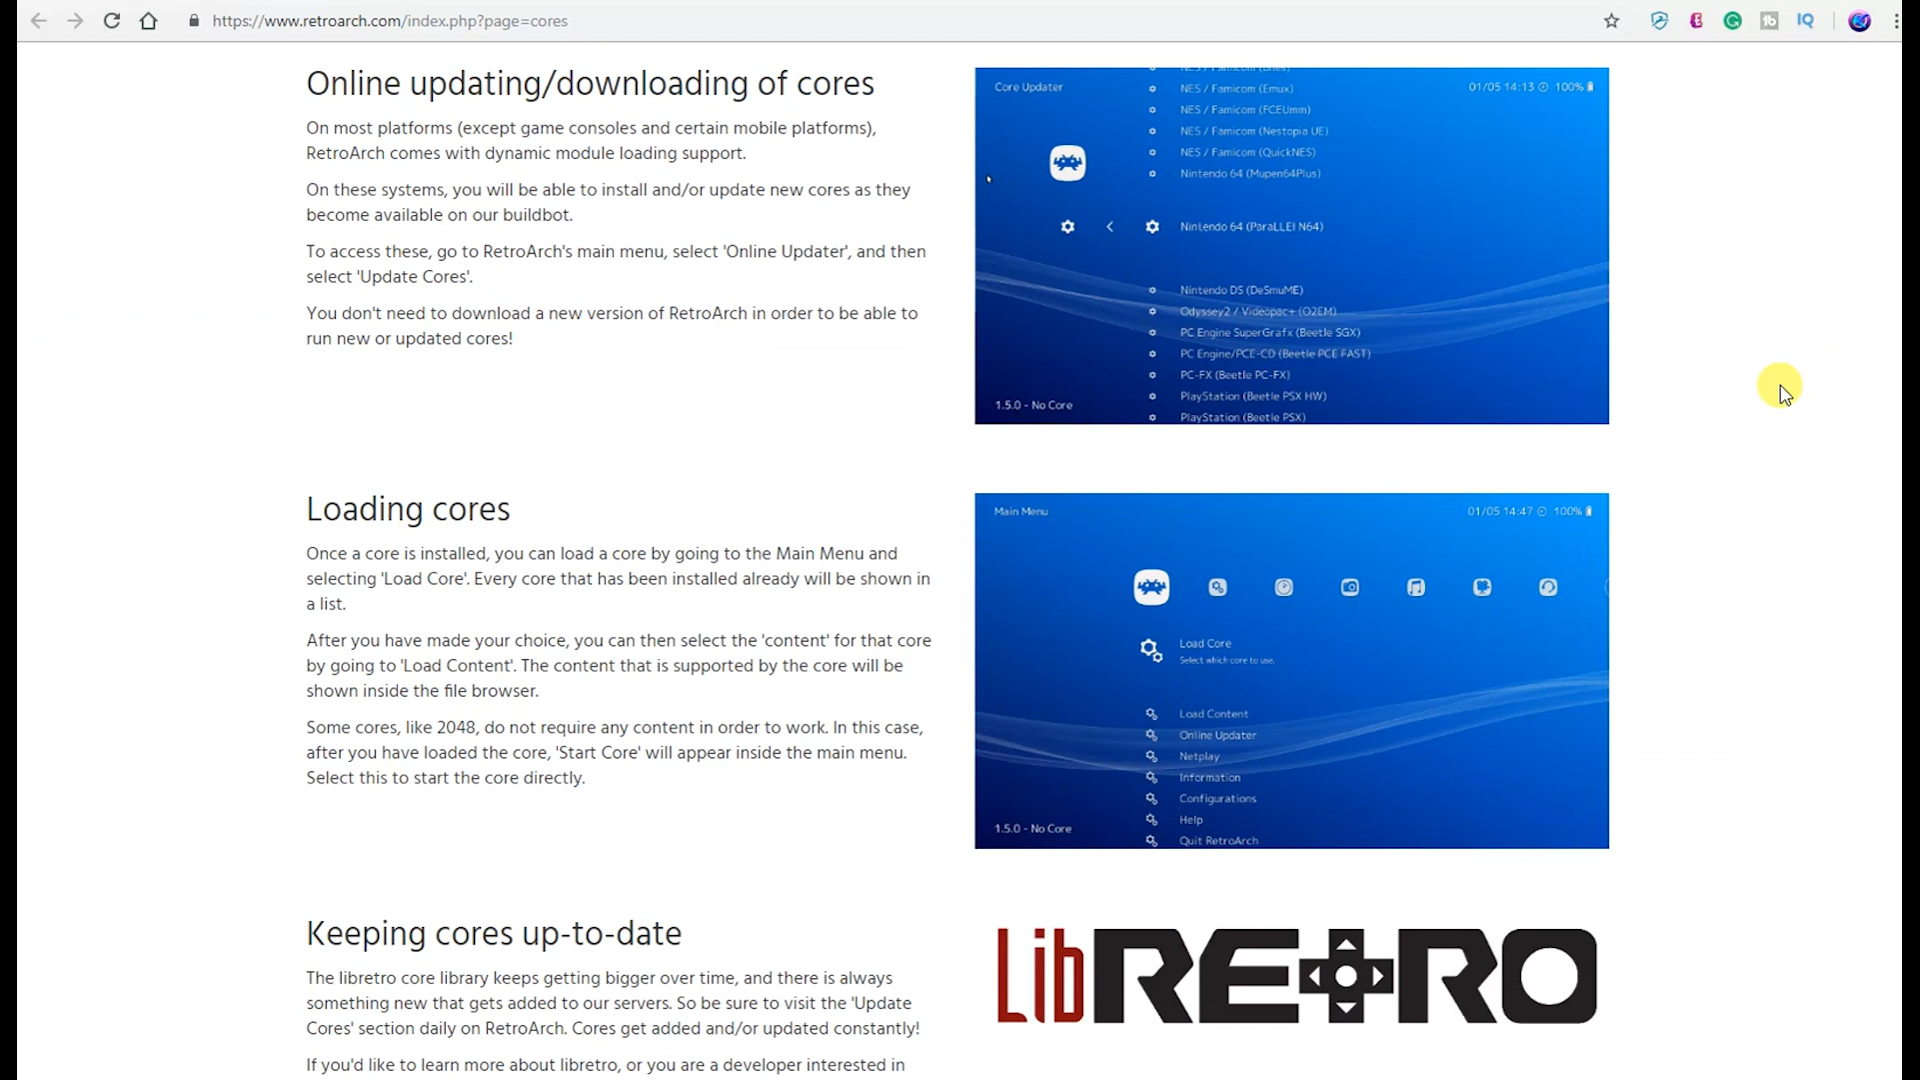 https://www.retroarch.com/index.php?page=cores
Online updating/downloading of cores
On most platforms (except game consoles and certain mobile platforms),
RetroArch comes with dynamic module loading support.
On these systems, you will be able to install and/or update new cores as they
become available on our buildbot.
To access these, go to RetroArch's main menu, select 'Online Updater', and then
select 'Update Cores'.
You don't need to download a new version of RetroArch in order to be able to
run new or updated cores!
Core Updater
01/05 14:13 100%
NES / Famicom (Emux)
NES / Famicom (FCEUmm)
NES / Famicom (Nestopia UE)
NES / Famicom (QuickNES)
Nintendo 64 (Mupen64Plus)
Nintendo 64 (ParaLLEl N64)
Nintendo DS (DeSmuME)
Odyssey2 / Videopac+ (O2EM)
PC Engine SuperGrafx (Beetle SGX)
PC Engine/PCE-CD (Beetle PCE FAST)
PC-FX (Beetle PC-FX)
PlayStation (Beetle PSX HW)
PlayStation (Beetle PSX)
1.5.0 - No Core
Loading cores
Once a core is installed, you can load a core by going to the Main Menu and
selecting 'Load Core'. Every core that has been installed already will be shown in
a list.
After you have made your choice, you can then select the 'content' for that core
by going to 'Load Content'. The content that is supported by the core will be
shown inside the file browser.
Some cores, like 2048, do not require any content in order to work. In this case,
after you have loaded the core, 'Start Core' will appear inside the main menu.
Select this to start the core directly.
Main Menu
01/05 14:47 100%
Load Core
Select which core to use.
Load Content
Online Updater
Netplay
Information
Configurations
Help
Quit RetroArch
1.5.0 - No Core
Keeping cores up-to-date
The libretro core library keeps getting bigger over time, and there is always
something new that gets added to our servers. So be sure to visit the 'Update
Cores' section daily on RetroArch. Cores get added and/or updated constantly!
If you'd like to learn more about libretro, or you are a developer interested in
LibRETRO